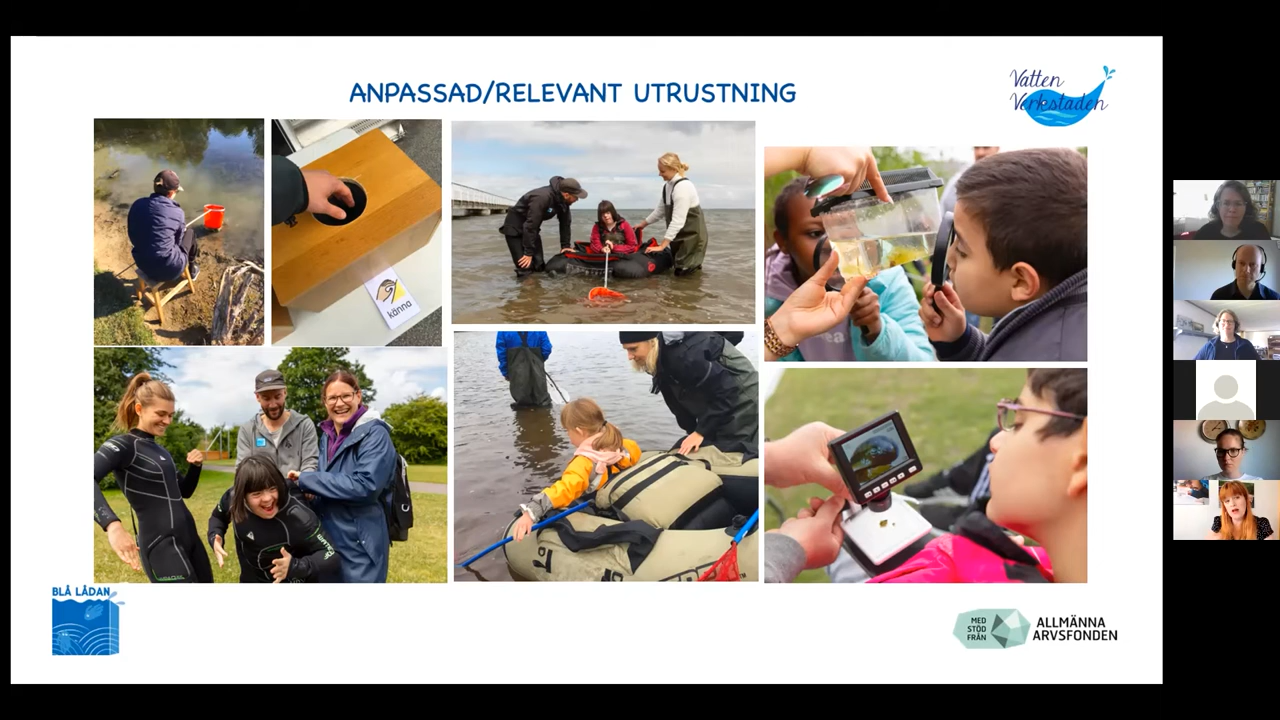 ANPASSAD/RELEVANT UTRUSTNING
Vatten
Verkstaden
känna
BLÅ LÅDAN
MED
STÖD
FRÅN
ALLMÄNNA
ARVSFONDEN